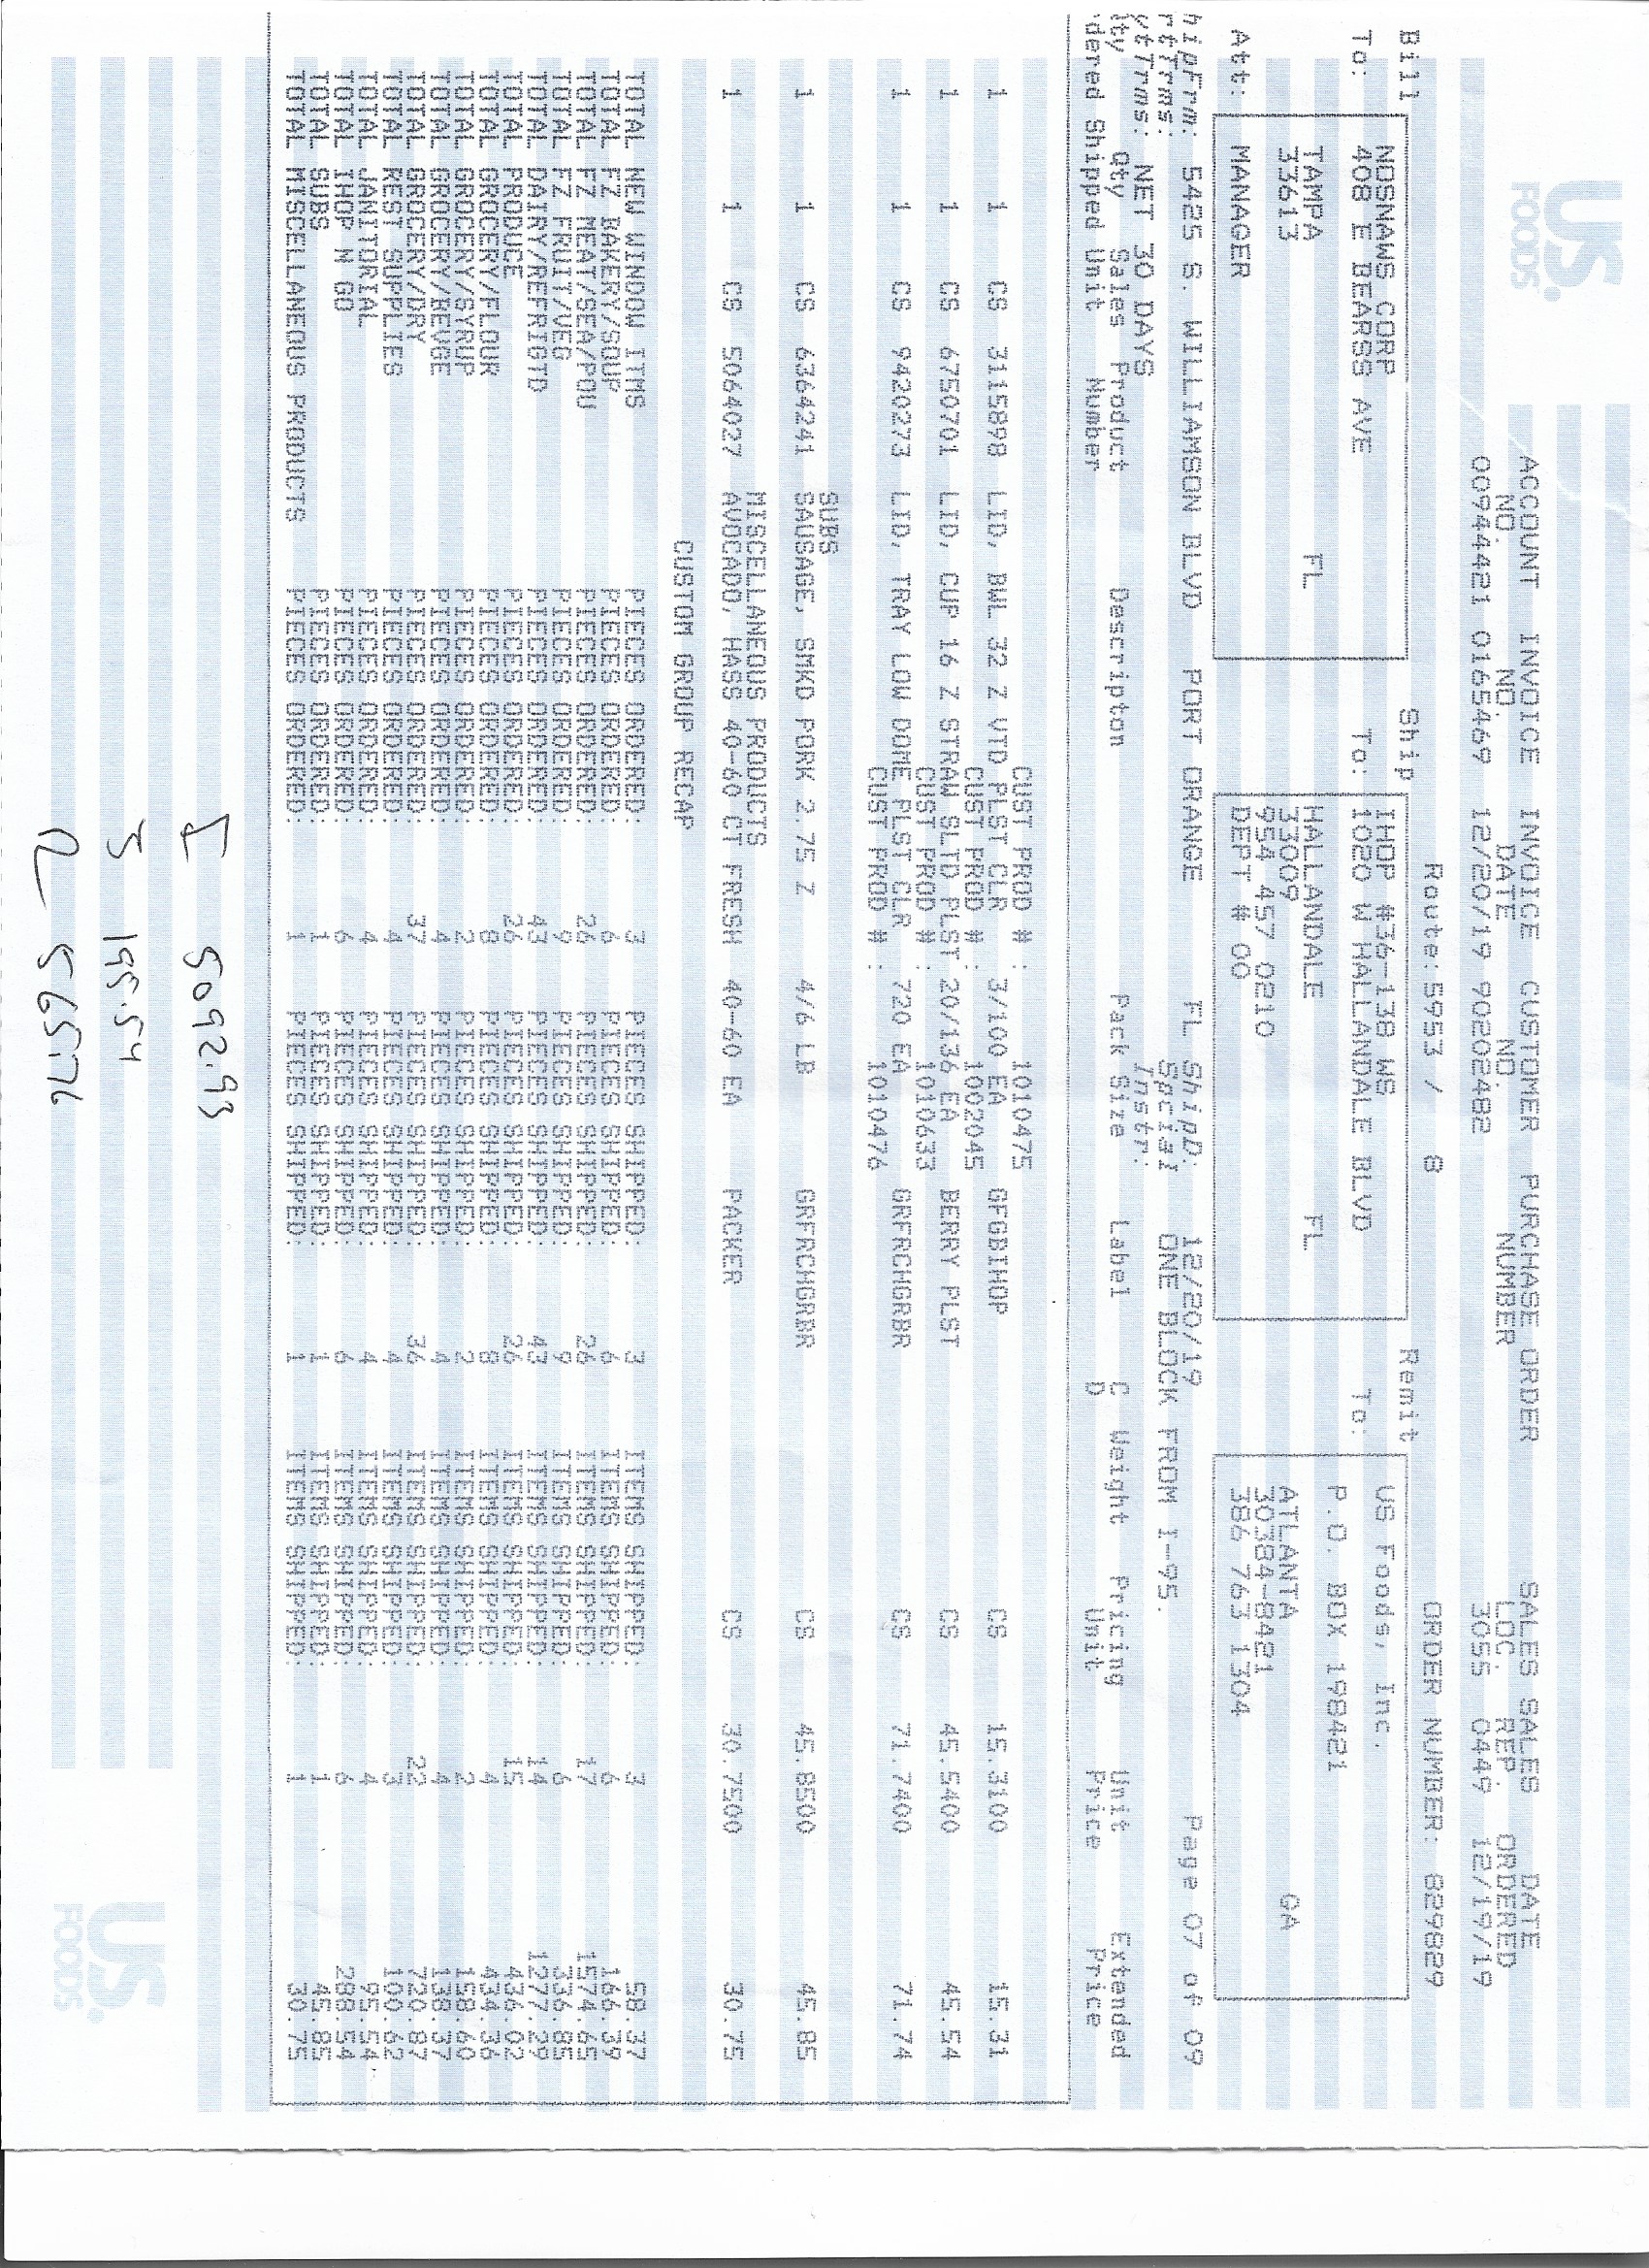 US.
FOODS
ACCOUNT INVOICE INVOICE CUSTOMER PURCHASE ORDER SALES SALES DATE
NO. NO. DATE NO. NUMBER LOC. REP. ORDERED
00944421 0165469 12/20/19 90202482 3055 0449 12/19/19
Route:5953 / 8 ORDER NUMBER: 829829
Bill Ship Remit
To: To: To:
NOSNAWS CORP IHOP #36-138 WS US Foods, Inc.
408 E BEARSS AVE 1020 W HALLANDALE BLVD P.O. BOX 198421
TAMPA FL HALLANDALE FL ATLANTA GA
33613 33009 30384-8421
954 457 0210 386 763 1304
Att: MANAGER DEPT # 00
hipFrm: 5425 S. WILLIAMSON BLVD PORT ORANGE FL ShipD: 12/20/19 Page 07 of 09
rtTrms: Spcial ONE BLOCK FROM I-95.
ytTrms: NET 30 DAYS Instr:
ity Qty Sales Product Description Pack Size Label C Weight Pricing Unit Extended
dered Shipped Unit Number D Unit Price Price
CUST PROD #: 1010475
1 1 CS 3115898 LID, BWL 32 Z VTD PLST CLR 3/100 EA GFGBIHOP CS 15.3100 15.31
CUST PROD #: 1002045
1 1 CS 6750701 LID, CUP 16 Z STRAW SLTD PLST 20/136 EA BERRY PLST CS 45.5400 45.54
CUST PROD #: 1010633
1 1 CS 9420273 LID, TRAY LOW DOME PLST CLR 720 EA GRFRCHGRBR CS 71.7400 71.74
CUST PROD #: 1010476
SUBS
1 1 CS 6364241 SAUSAGE, SMKD PORK 2.75 Z 4/6 LB GRFRCHGRBR CS 45.8500 45.85
MISCELLANEOUS PRODUCTS
1 1 CS 5064027 AVOCADO, HASS 40-60 CT FRESH 40-60 EA PACKER CS 30.7500 30.75
CUSTOM GROUP RECAP
TOTAL NEW WINDOW ITMS PIECES ORDERED: 3 PIECES SHIPPED: 3 ITEMS SHIPPED: 3 58.37
TOTAL FZ BAKERY/SOUP PIECES ORDERED: 6 PIECES SHIPPED: 6 ITEMS SHIPPED: 6 166.39
TOTAL FZ MEAT/SEA/POU PIECES ORDERED: 26 PIECES SHIPPED: 26 ITEMS SHIPPED: 17 1574.65
TOTAL FZ FRUIT/VEG PIECES ORDERED: 9 PIECES SHIPPED: 9 ITEMS SHIPPED: 6 336.85
TOTAL DAIRY/REFRIGTD PIECES ORDERED: 43 PIECES SHIPPED: 43 ITEMS SHIPPED: 14 1277.29
TOTAL PRODUCE PIECES ORDERED: 26 PIECES SHIPPED: 26 ITEMS SHIPPED: 15 436.02
TOTAL GROCERY/FLOUR PIECES ORDERED: 8 PIECES SHIPPED: 8 ITEMS SHIPPED: 4 434.36
TOTAL GROCERY/SYRUP PIECES ORDERED: 2 PIECES SHIPPED: 2 ITEMS SHIPPED: 2 158.60
TOTAL GROCERY/BEVGE PIECES ORDERED: 4 PIECES SHIPPED: 4 ITEMS SHIPPED: 4 138.37
TOTAL GROCERY/DRY PIECES ORDERED: 37 PIECES SHIPPED: 36 ITEMS SHIPPED: 22 720.87
TOTAL REST SUPPLIES PIECES ORDERED: 4 PIECES SHIPPED: 4 ITEMS SHIPPED: 3 100.62
TOTAL JANITORIAL PIECES ORDERED: 4 PIECES SHIPPED: 4 ITEMS SHIPPED: 4 95.54
TOTAL IHOP N GO PIECES ORDERED: 6 PIECES SHIPPED: 6 ITEMS SHIPPED: 6 288.54
TOTAL SUBS PIECES ORDERED: 1 PIECES SHIPPED: 1 ITEMS SHIPPED: 1 45.85
TOTAL MISCELLANEOUS PRODUCTS PIECES ORDERED: 1 PIECES SHIPPED: 1 ITEMS SHIPPED: 1 30.75
5092.93
195.54
US.
FOODS.